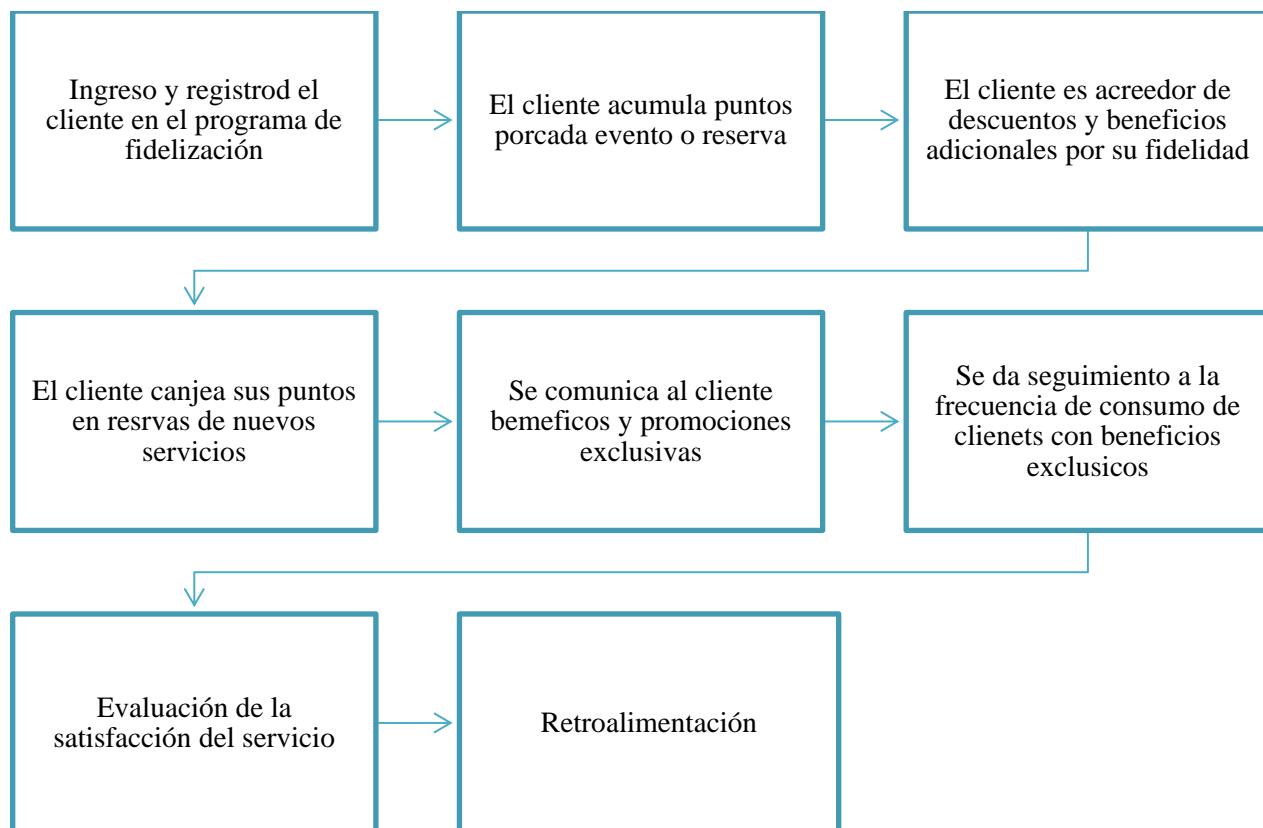 Ingreso y registrod el
cliente en el programa de
fidelización
El cliente acumula puntos
porcada evento o reserva
El cliente es acreedor de
descuentos y beneficios
adicionales por su fidelidad
El cliente canjea sus puntos
en resrvas de nuevos
servicios
Se comunica al cliente
bemeficos y promociones
exclusivas
Se da seguimiento a la
frecuencia de consumo de
clienets con beneficios
exclusicos
Evaluación de la
satisfacción del servicio
Retroalimentación